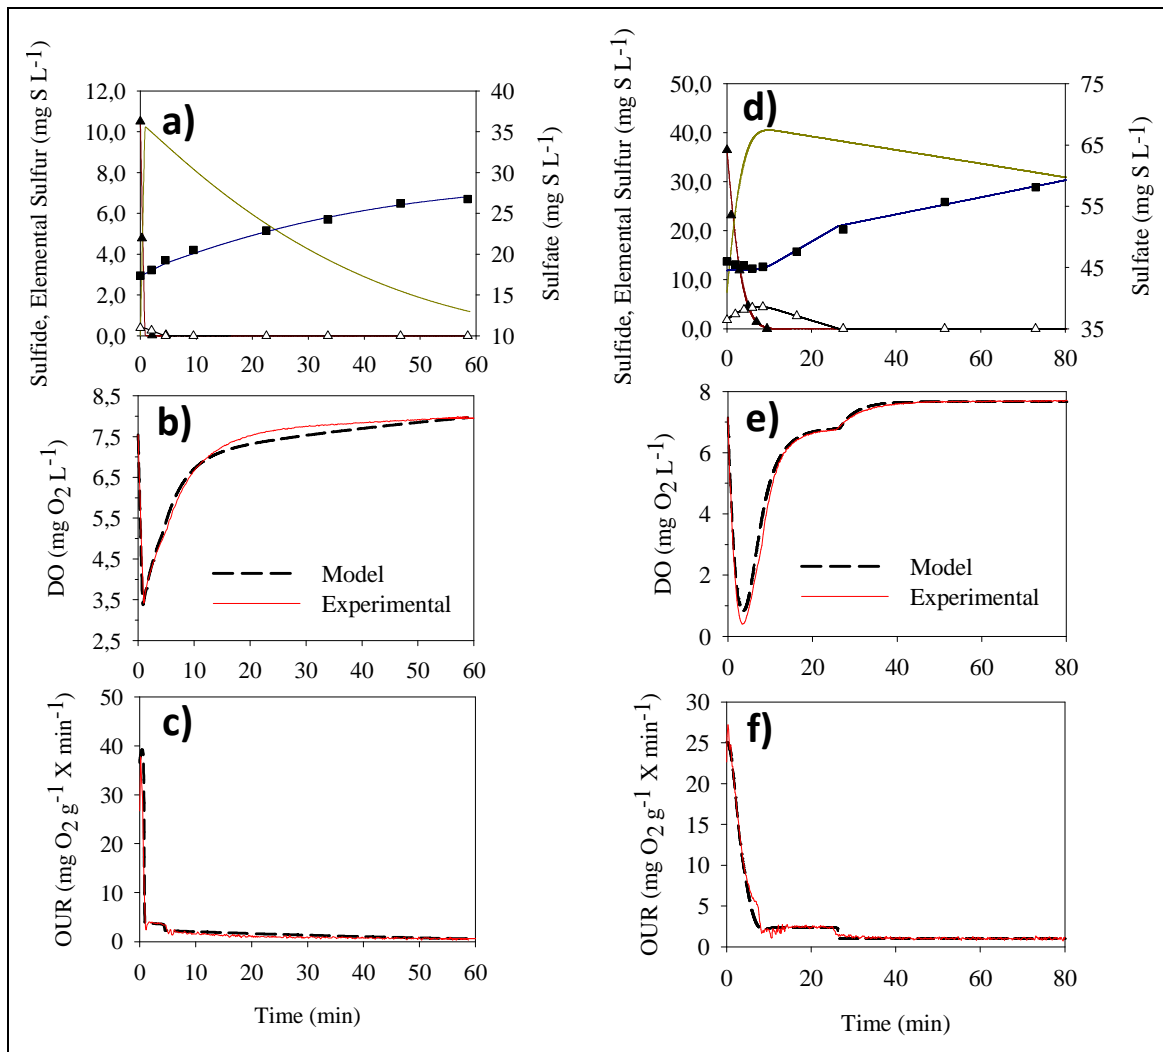 a)
Sulfide, Elemental Sulfur (mg S L-1)
12,0
10,0
8,0
6,0
4,0
2,0
0,0
40
35
30
25
20
15
10
Sulfate (mg S L-1)
0 10 20 30 40 50 60
d)
Sulfide, Elemental Sulfur (mg S L-1)
50,0
40,0
30,0
20,0
10,0
0,0
75
65
55
45
35
Sulfate (mg S L-1)
0 20 40 60 80
b)
DO (mg O2 L-1)
8,5
7,5
6,5
5,5
4,5
3,5
2,5
Model
Experimental
0 10 20 30 40 50 60
e)
DO (mg O2 L-1)
8
6
4
2
0
Model
Experimental
0 20 40 60 80
c)
OUR (mg O2 g-1 X min-1)
50
40
30
20
10
0
0 10 20 30 40 50 60
Time (min)
f)
OUR (mg O2 g-1 X min-1)
30
25
20
15
10
5
0
0 20 40 60 80
Time (min)